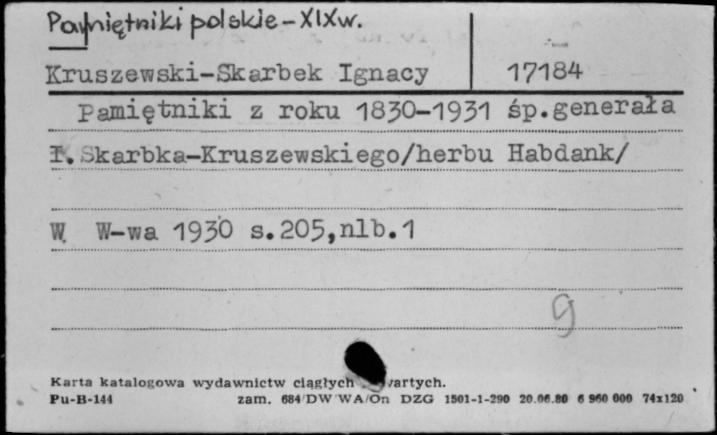 Pamiętniki polskie – XIX w.
Kruszewski-Skarbek Ignacy 17184
Pamiętniki z roku 1830-1931 śp.generała
I. Skarbka-Kruszewskiego/herbu Habdank/
W W-wa 1930 s.205,nlb.1
9
Karta katalogowa wydawnictw ciągłych
Pu-B-144 zam. 684/DW WA/On DZG 1501-1-290 20.06.80 6 960 000 74x120